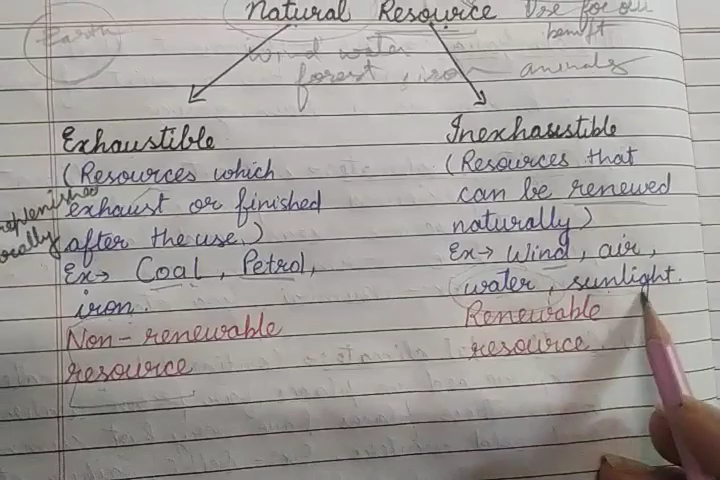 Natural Resource Use for our
Earth benifit
wind water
forest, iron animals
Exhaustible
(Resources which
exhaust or finished
after the use.)
Ex→ Coal, Petrol,
iron.
Non-renewable
resource
Inexhaustible
(Resources that
can be renewed
naturally)
Ex→ Wind, air,
water, sunlight.
Renewable
resource.